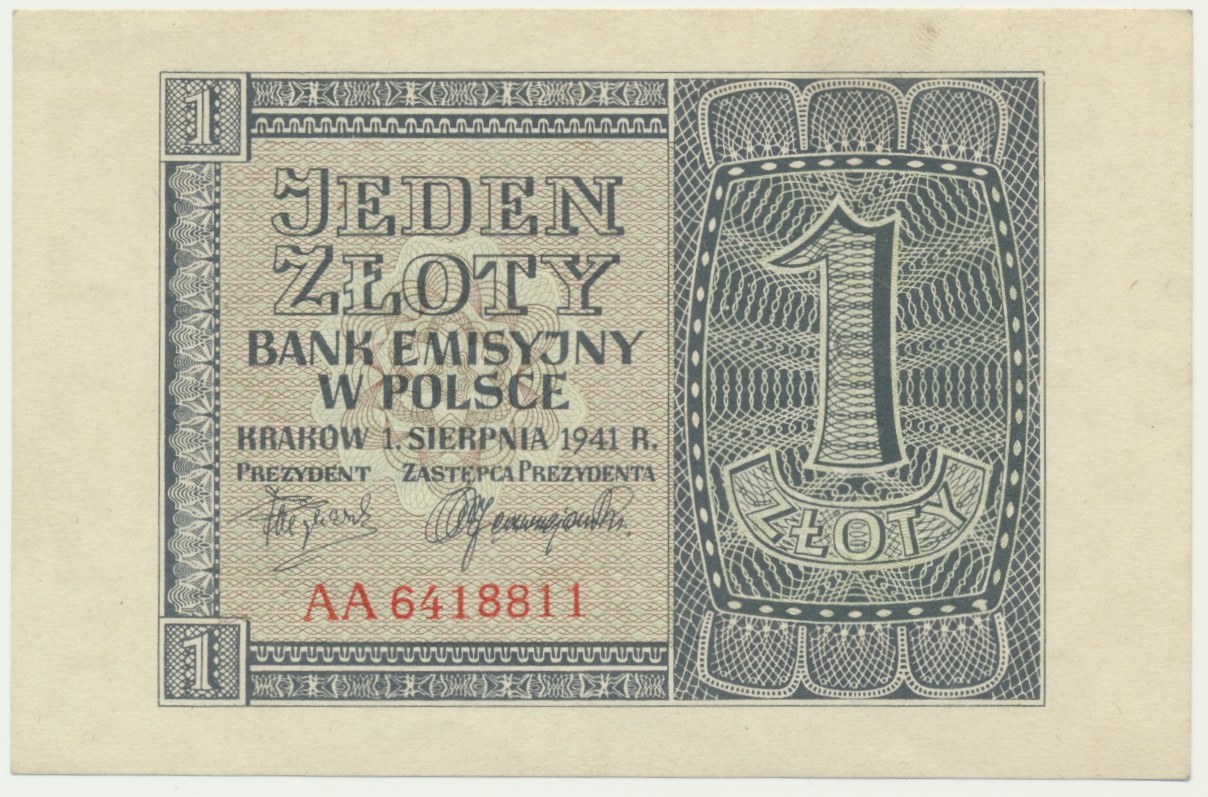 1
JEDEN
ZŁOTY
BANK EMISYJNY
W POLSCE
KRAKÓW 1. SIERPNIA 1941 R.
PREZYDENT ZASTĘPCA PREZYDENTA
AA 6418811
1
1
ZŁOTY